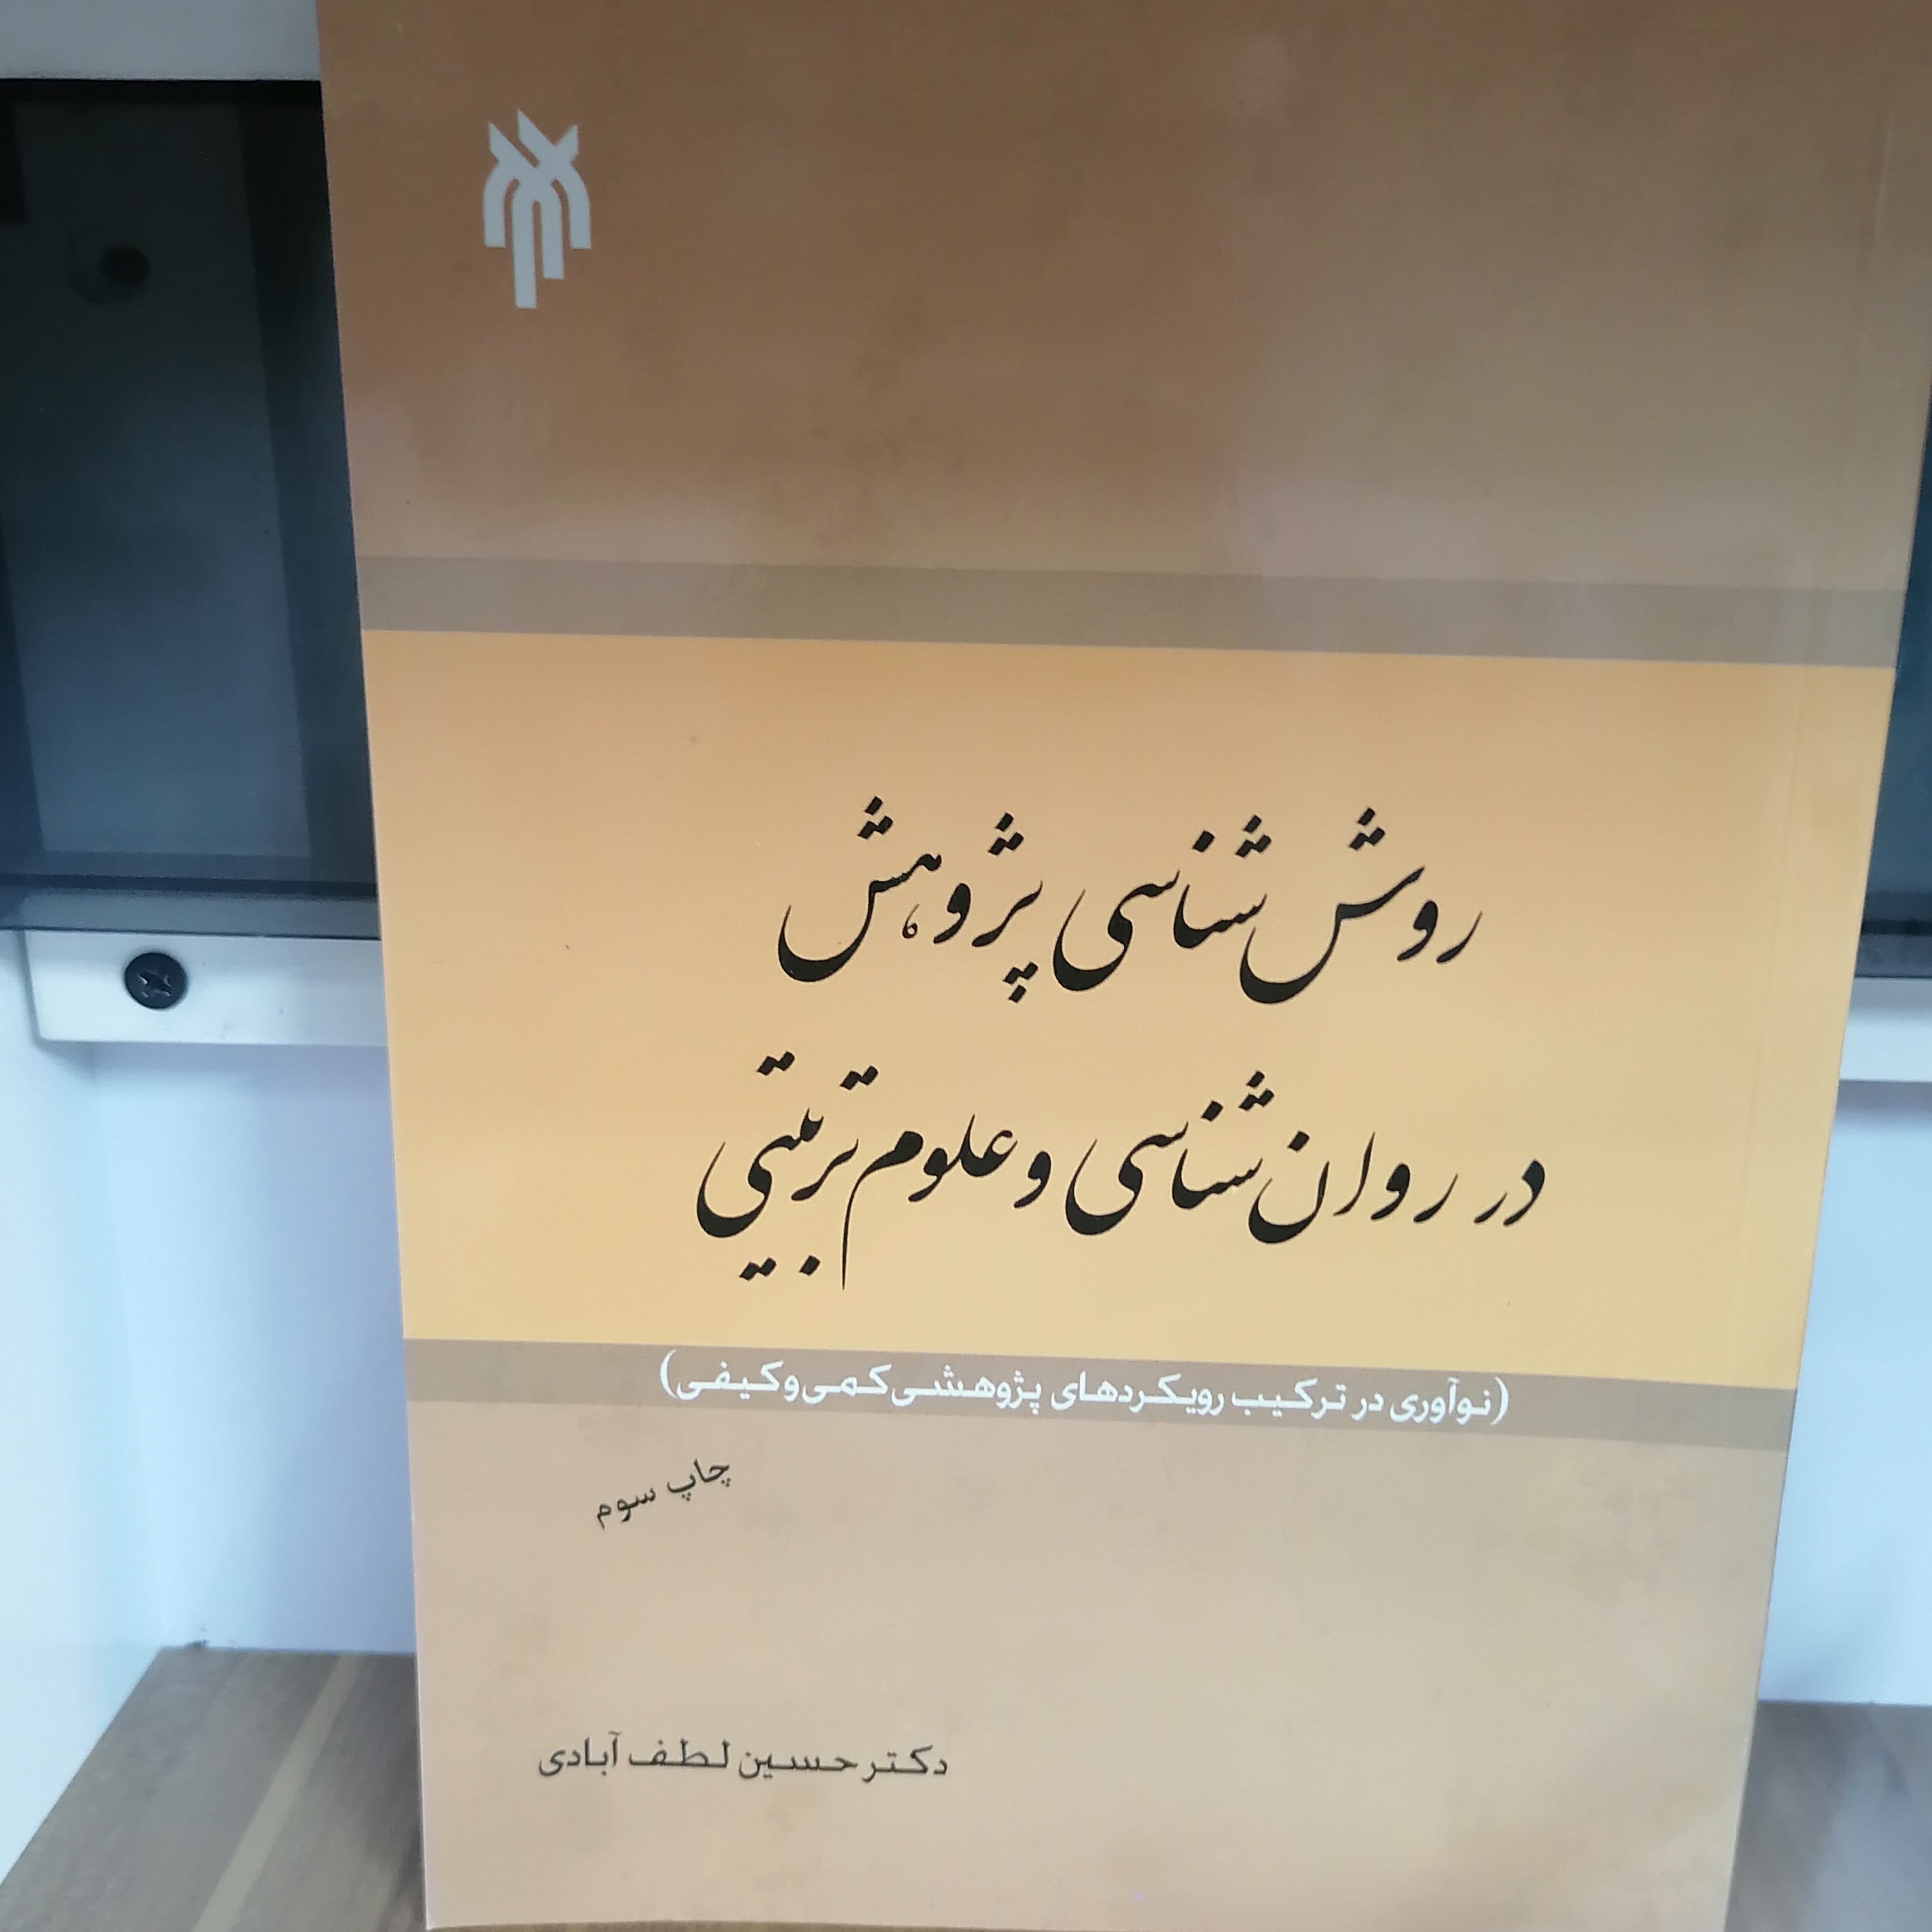 روش‌شناسی پژوهش
در روان‌شناسی و علوم تربیتی
(نوآوری در ترکیب رویکردهای پژوهشی کمی و کیفی)
چاپ سوم
دکتر حسین لطف آبادی